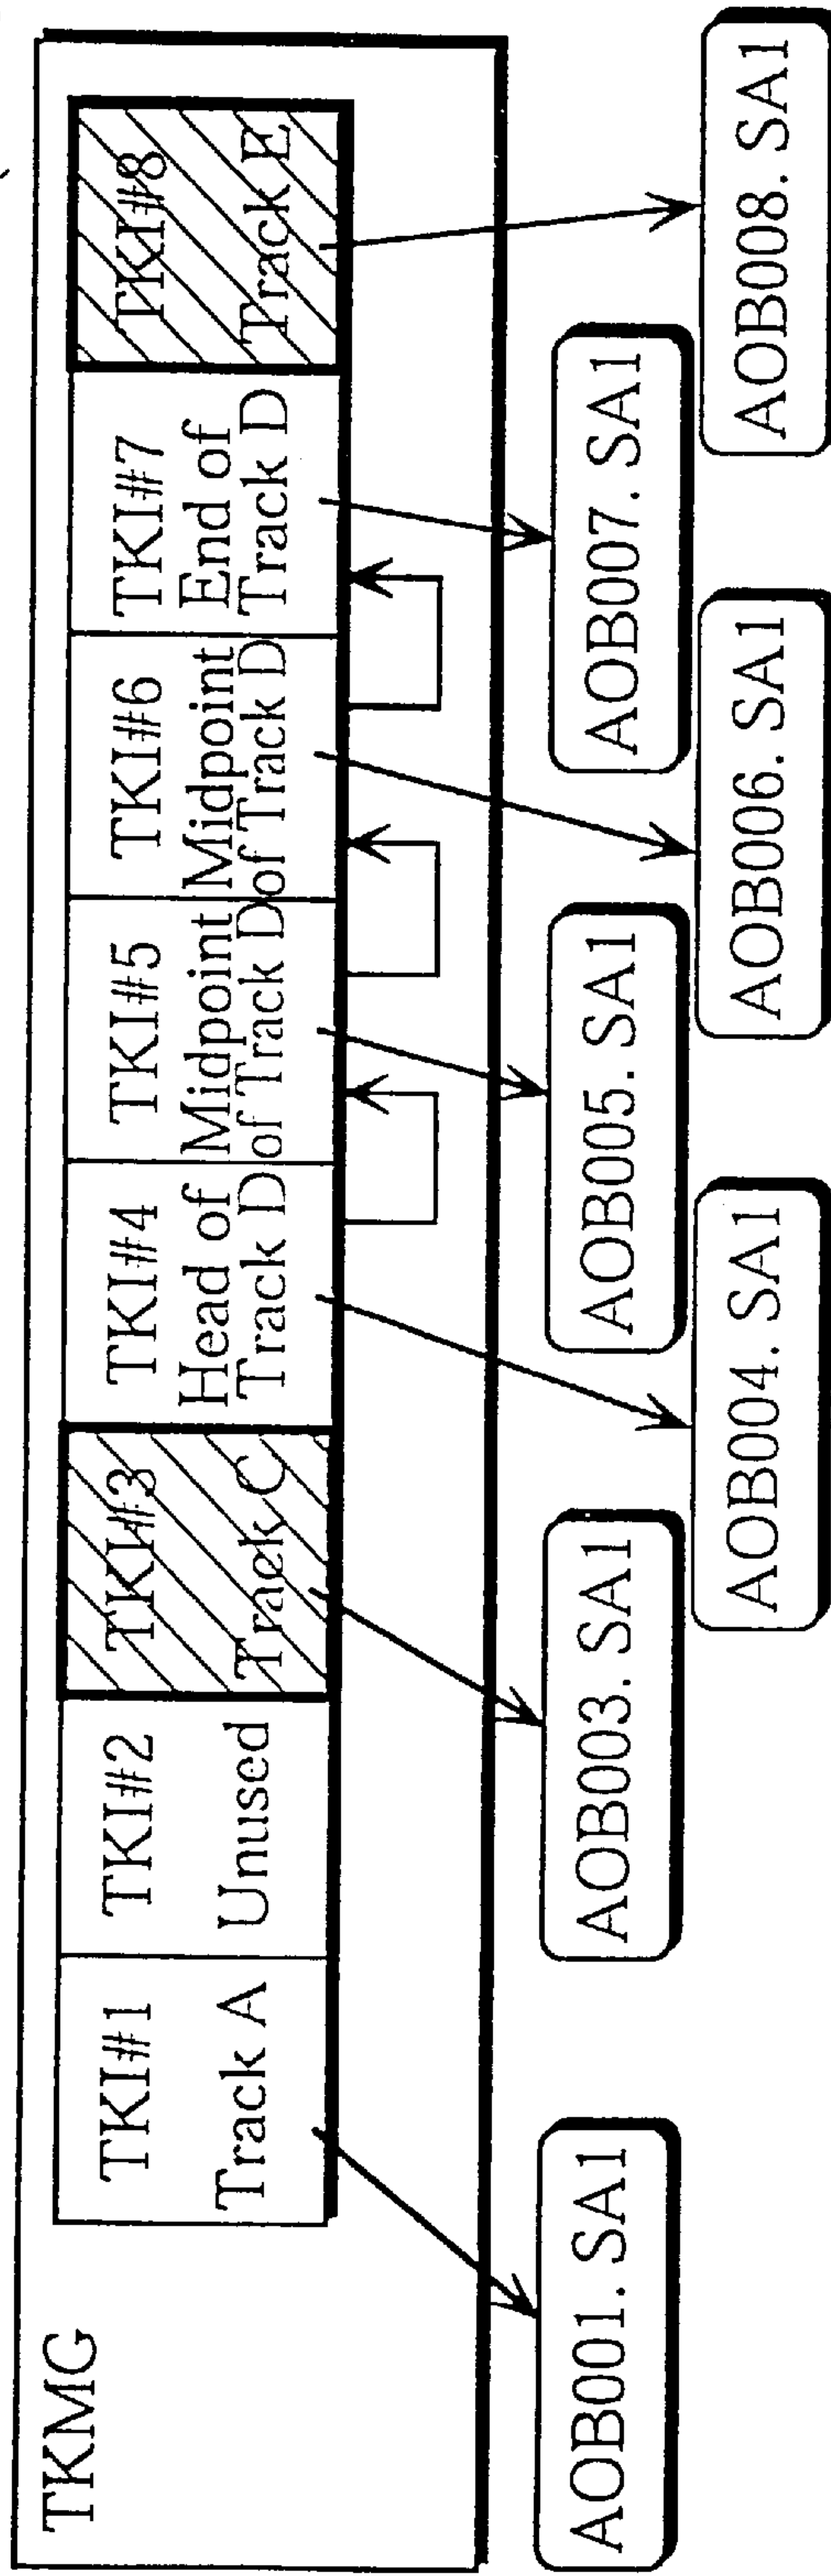 TKMG
TKI#1
Track A
TKI#2
Unused
TKI#3
Track C
TKI#4
Head of
Track D
TKI#5
Midpoint
of Track D
TKI#6
Midpoint
of Track D
TKI#7
End of
Track D
TKI#8
Track E
AOB001. SA1
AOB003. SA1
AOB004. SA1
AOB005. SA1
AOB006. SA1
AOB007. SA1
AOB008. SA1